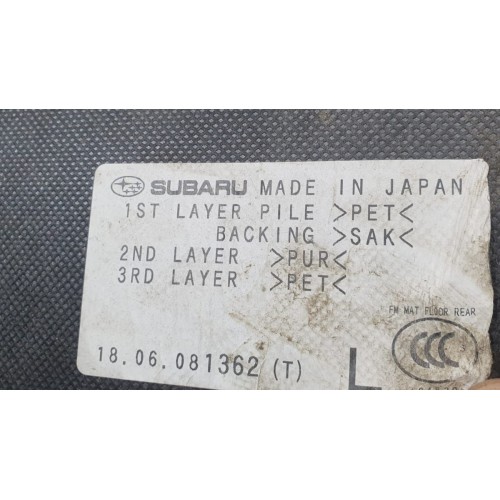 SUBARU MADE IN JAPAN
1ST LAYER PILE >PET<
BACKING >SAK<
2ND LAYER >PUR<
3RD LAYER >PET<
FM MAT FLOOR REAR
CCC
18.06.081362 (T) L